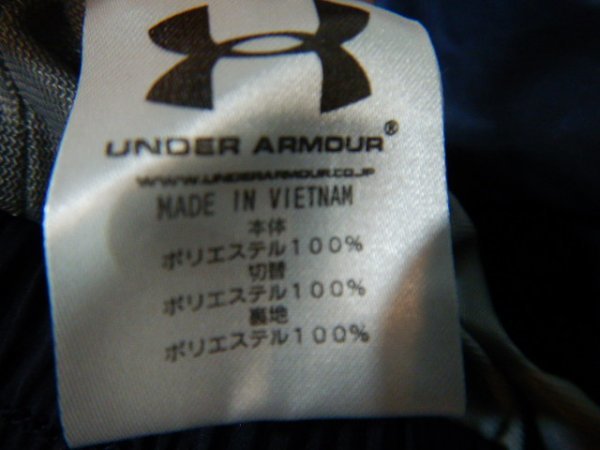 UNDER ARMOUR®
WWW.UNDERARMOUR.CO.JP
MADE IN VIETNAM
本体
ポリエステル100%
切替
ポリエステル100%
裏地
ポリエステル100%